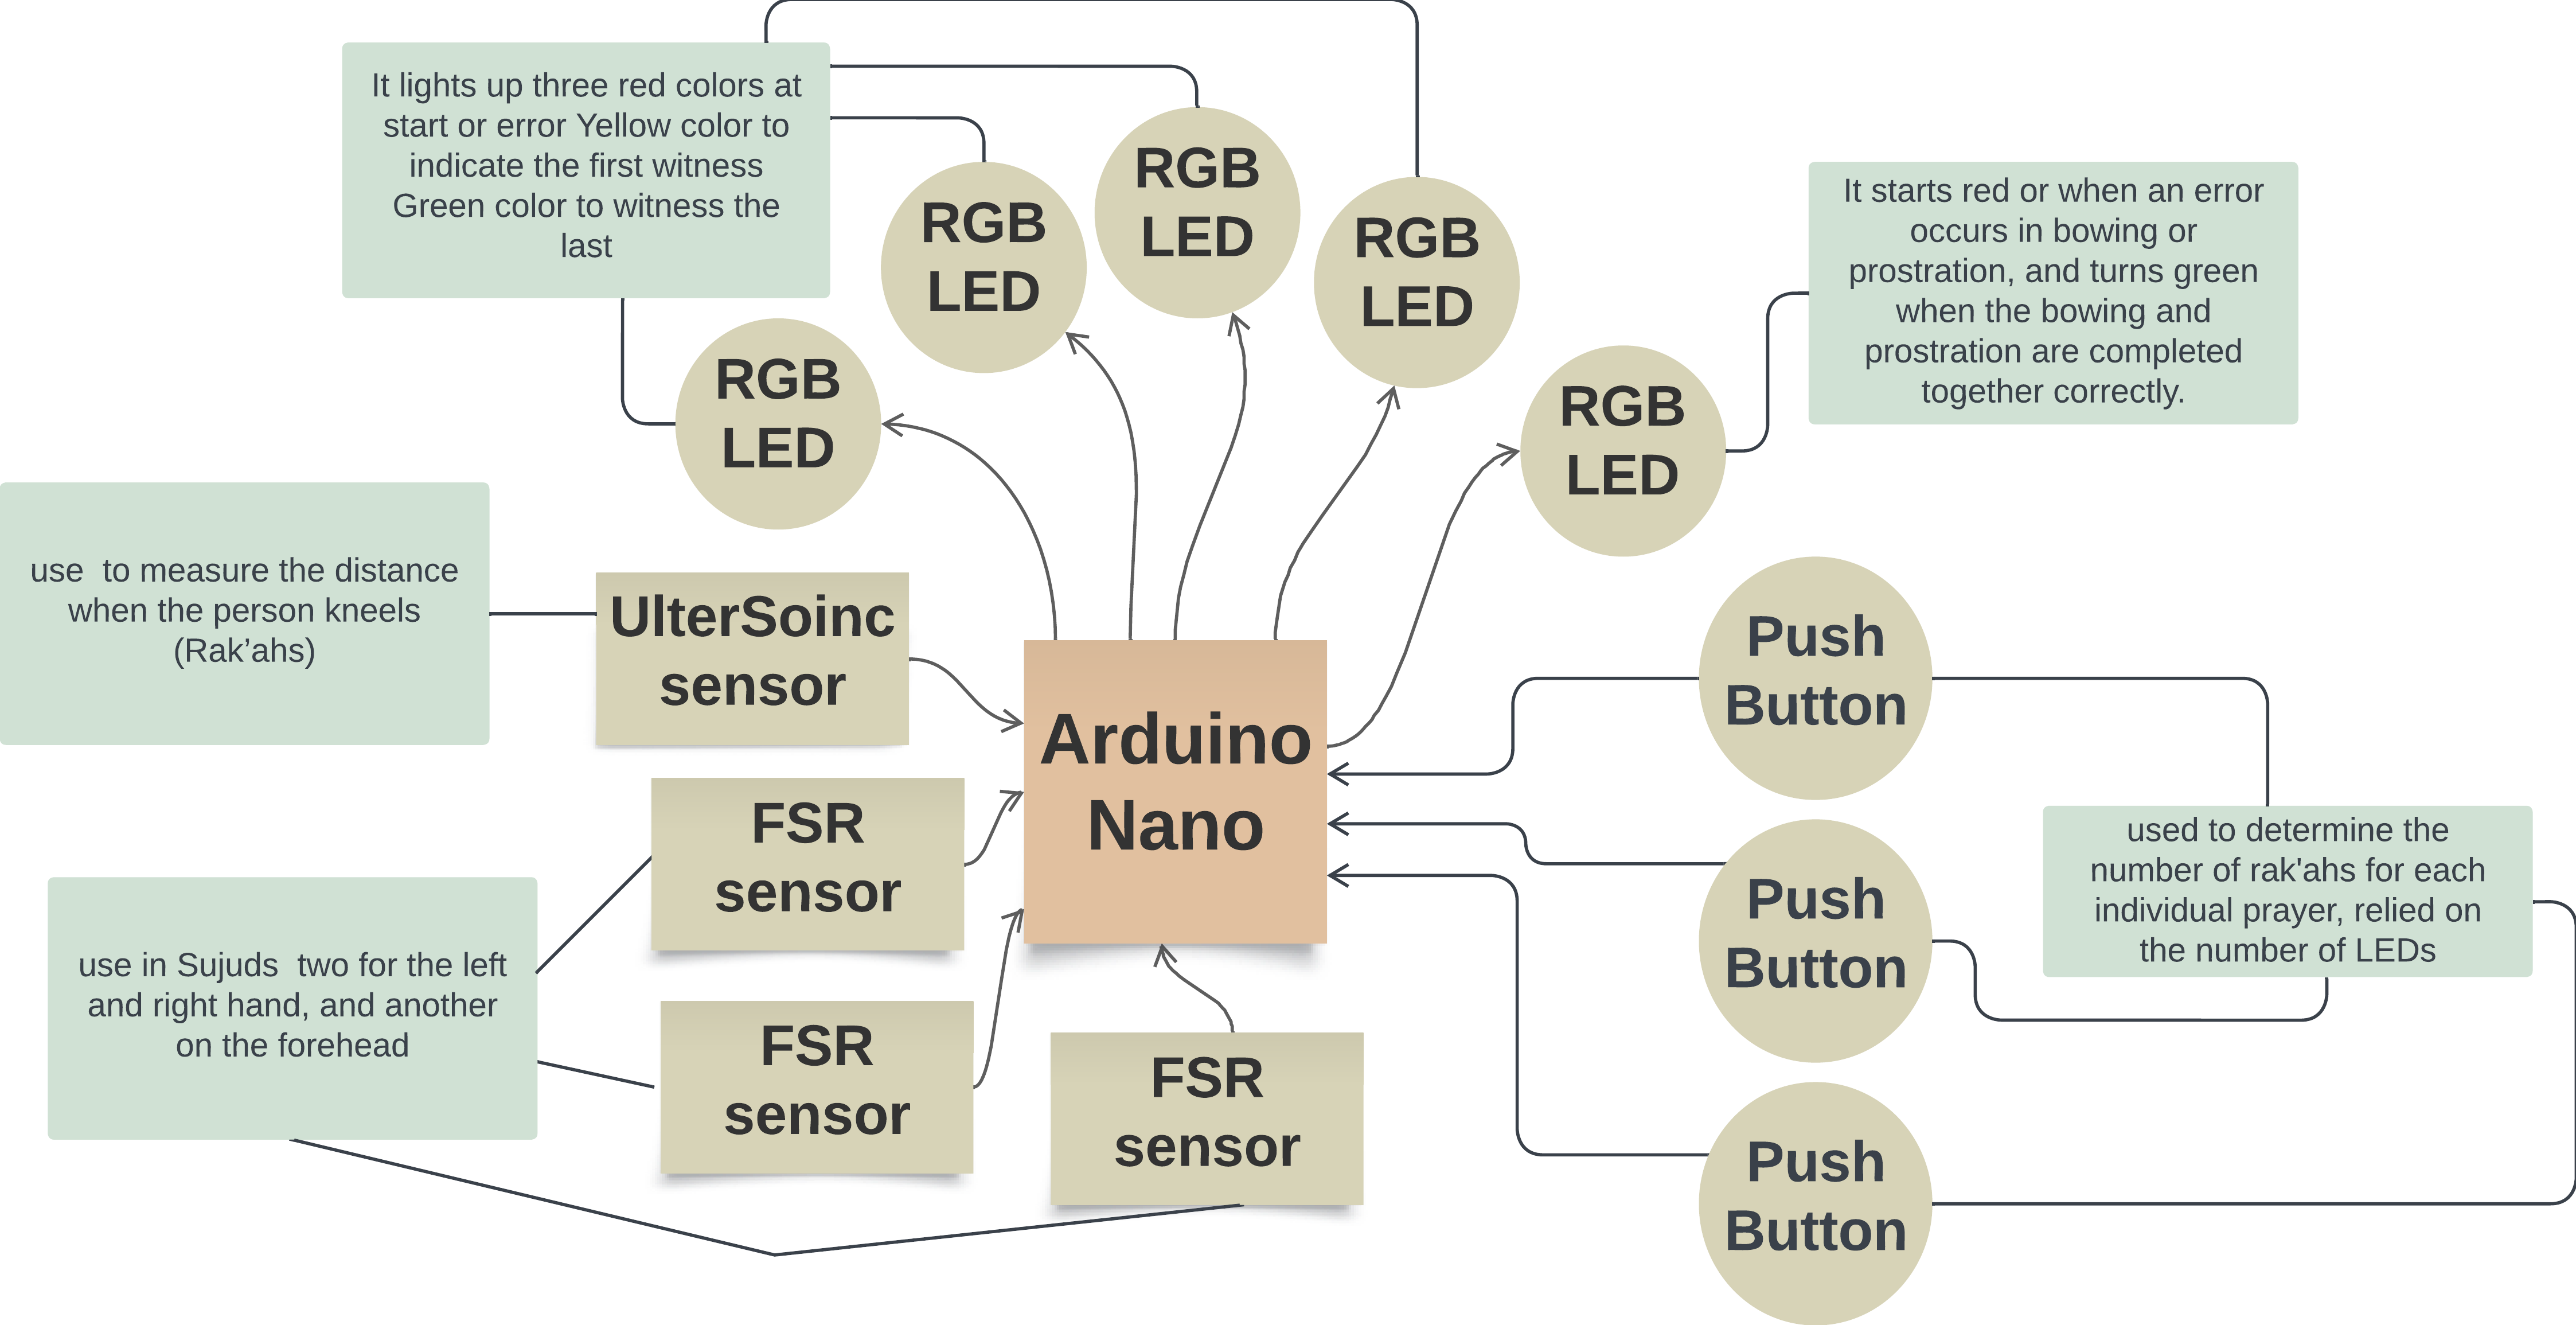 It lights up three red colors at
start or error Yellow color to
indicate the first witness
Green color to witness the
last
RGB
LED
RGB
LED
RGB
LED
RGB
LED
RGB
LED
It starts red or when an error
occurs in bowing or
prostration, and turns green
when the bowing and
prostration are completed
together correctly.
use  to measure the distance
when the person kneels
(Rak’ahs)
UlterSoinc
sensor
Arduino
Nano
Push
Button
FSR
sensor
Push
Button
used to determine the
number of rak'ahs for each
individual prayer, relied on
the number of LEDs
use in Sujuds  two for the left
and right hand, and another
on the forehead
FSR
sensor
FSR
sensor
Push
Button